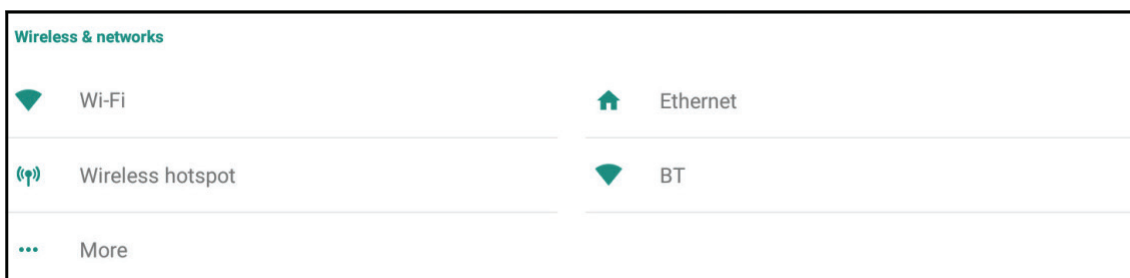 Wireless & networks
Wi-Fi
Ethernet
Wireless hotspot
BT
More